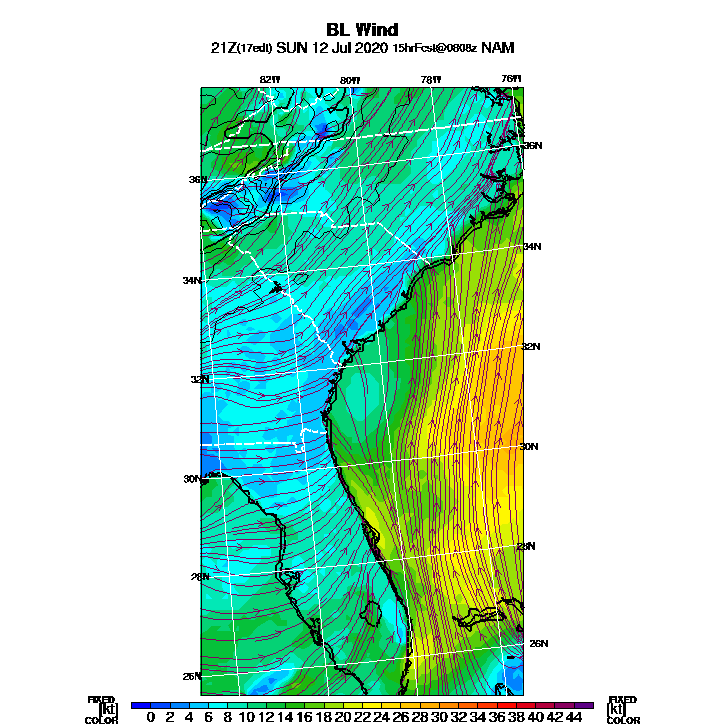 BL Wind
21Z(17edt) SUN 12 Jul 2020 15hrFcst@0808z NAM
82W 80W 78W 76W
36N
36N
34N
34N
32N
32N
30N
30N
28N
28N
26N
26N
FIXED FIXED
[kt] 0 2 4 6 8 10 12 14 16 18 20 22 24 26 28 30 32 34 36 38 40 42 44 [kt]
COLOR COLOR